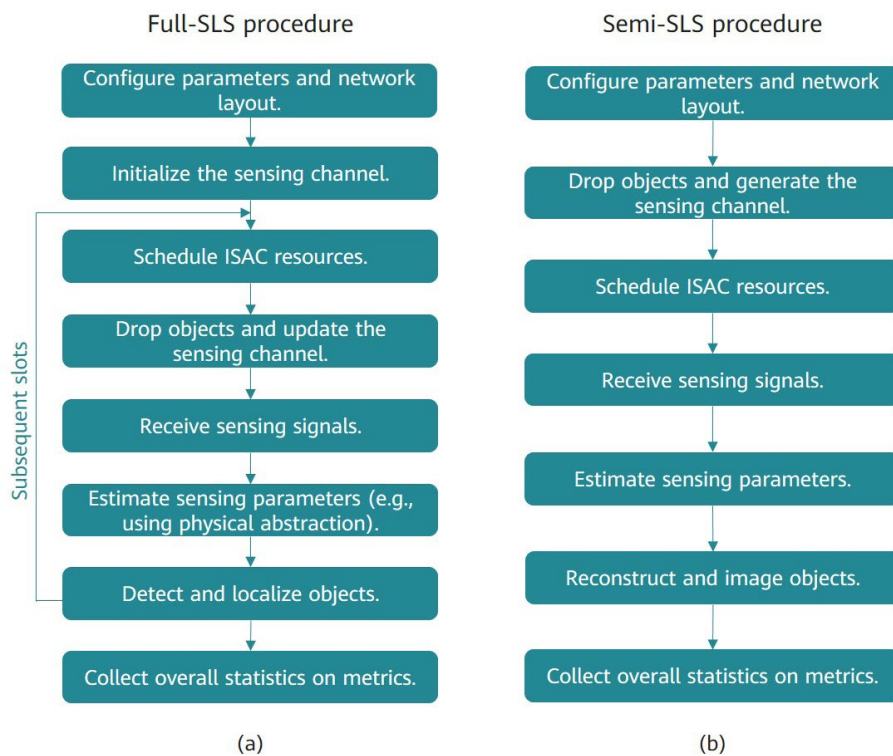 Full-SLS procedure
Configure parameters and network
layout.
Initialize the sensing channel.
Schedule ISAC resources.
Drop objects and update the
sensing channel.
Receive sensing signals.
Estimate sensing parameters (e.g.,
using physical abstraction).
Detect and localize objects.
Collect overall statistics on metrics.
Subsequent slots
(a)
Semi-SLS procedure
Configure parameters and network
layout.
Drop objects and generate the
sensing channel.
Schedule ISAC resources.
Receive sensing signals.
Estimate sensing parameters.
Reconstruct and image objects.
Collect overall statistics on metrics.
(b)